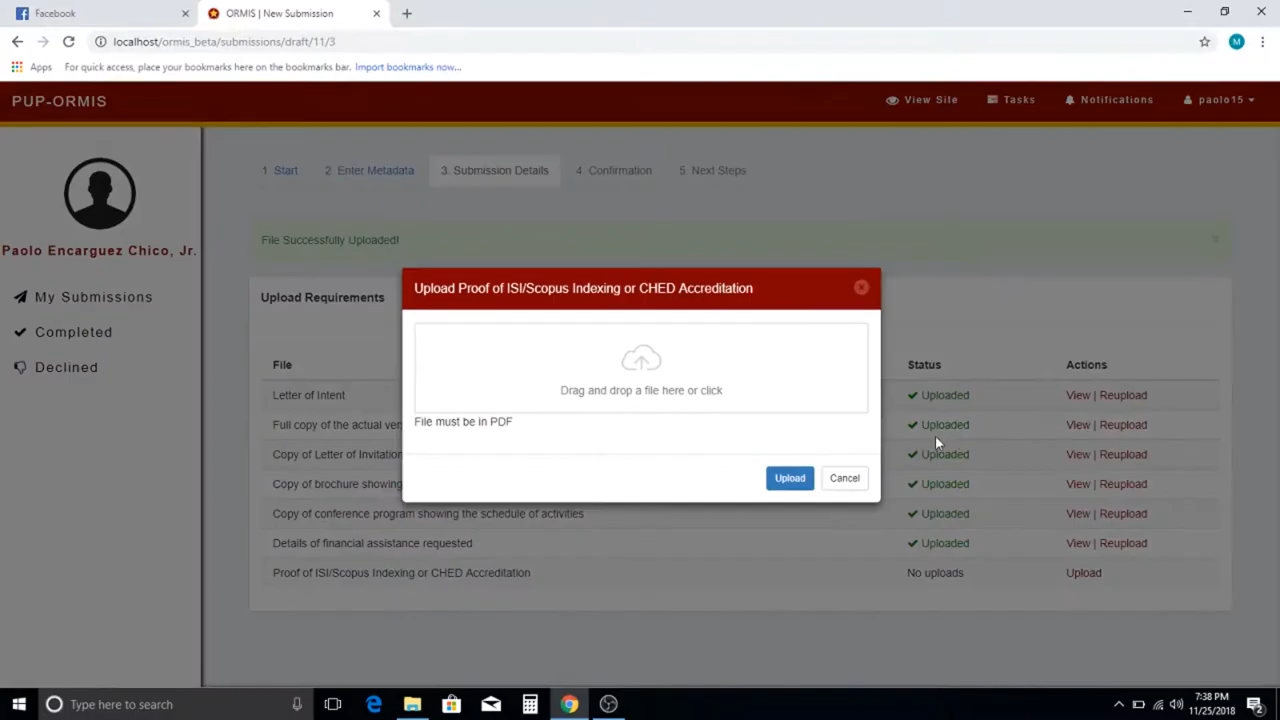 Facebook
ORMIS | New Submission
localhost/ormis_beta/submissions/draft/11/3
M
Apps For quick access, place your bookmarks here on the bookmarks bar. Import bookmarks now...
PUP-ORMIS
View Site
Tasks
Notifications
paolo15
1 Start
2 Enter Metadata
3. Submission Details
4 Confirmation
5 Next Steps
Paolo Encarguez Chico, Jr.
My Submissions
Completed
Declined
File Successfully Uploaded!
Upload Requirements
Upload Proof of ISI/Scopus Indexing or CHED Accreditation
Drag and drop a file here or click
File must be in PDF
Upload
Cancel
File Status Actions
Letter of Intent Uploaded View | Reupload
Full copy of the actual Uploaded View | Reupload
Copy of Letter of Invitation Uploaded View | Reupload
Copy of brochure showing Uploaded View | Reupload
Copy of conference program showing the schedule of activities Uploaded View | Reupload
Details of financial assistance requested Uploaded View | Reupload
Proof of ISI/Scopus Indexing or CHED Accreditation No uploads Upload
Type here to search
7:38 PM
11/25/2018
2